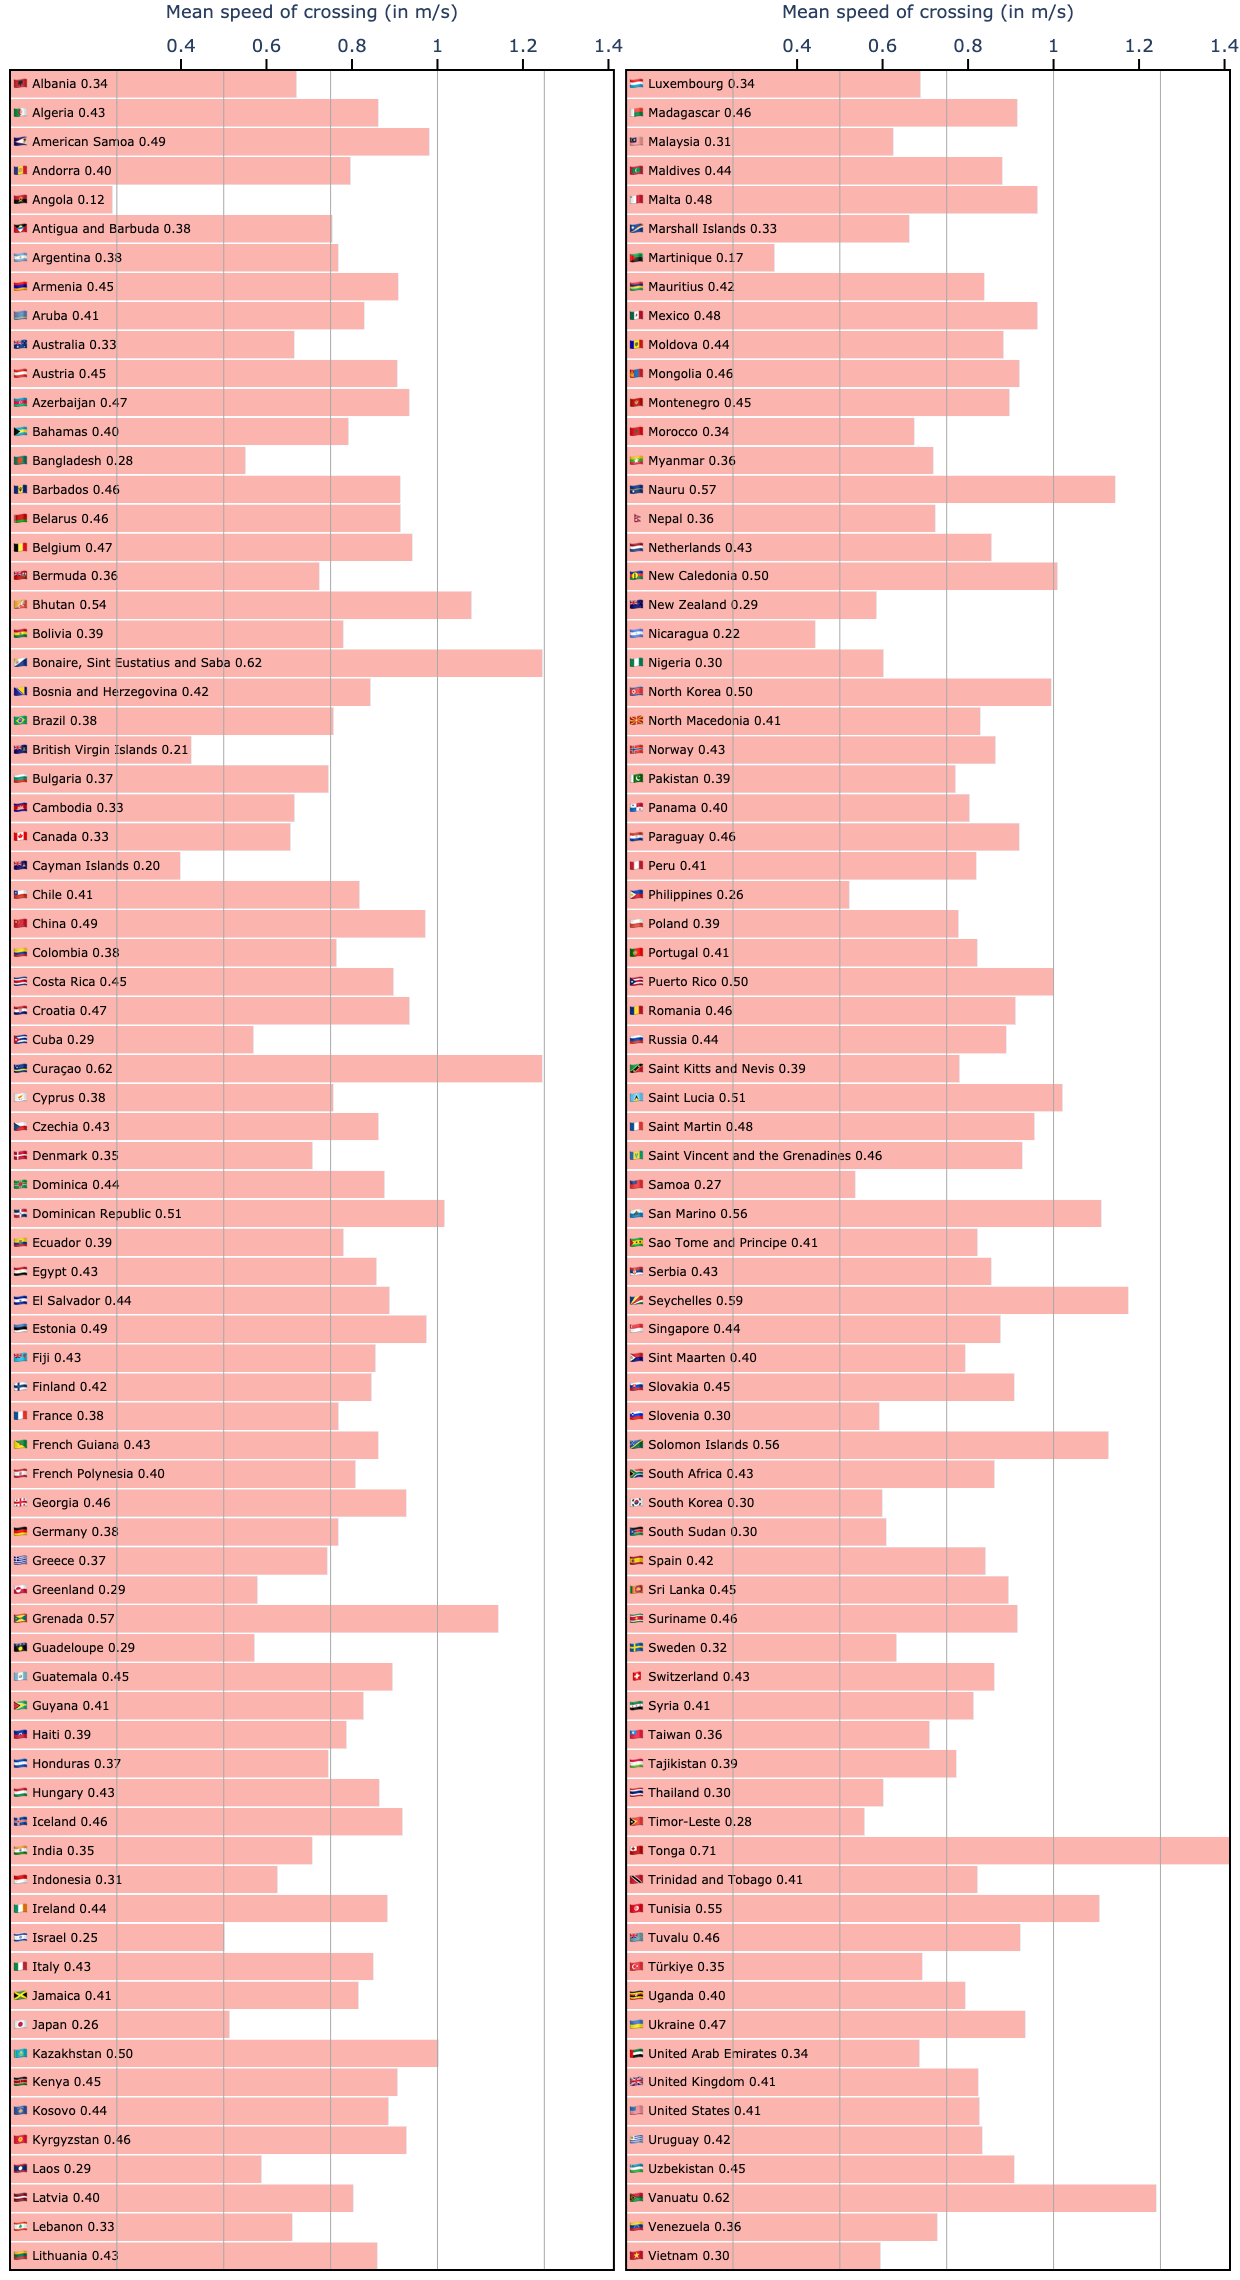 Mean speed of crossing (in m/s)
0.4 0.6 0.8 1 1.2 1.4
Albania 0.34
Algeria 0.43
American Samoa 0.49
Andorra 0.40
Angola 0.12
Antigua and Barbuda 0.38
Argentina 0.38
Armenia 0.45
Aruba 0.41
Australia 0.33
Austria 0.45
Azerbaijan 0.47
Bahamas 0.40
Bangladesh 0.28
Barbados 0.46
Belarus 0.46
Belgium 0.47
Bermuda 0.36
Bhutan 0.54
Bolivia 0.39
Bonaire, Sint Eustatius and Saba 0.62
Bosnia and Herzegovina 0.42
Brazil 0.38
British Virgin Islands 0.21
Bulgaria 0.37
Cambodia 0.33
Canada 0.33
Cayman Islands 0.20
Chile 0.41
China 0.49
Colombia 0.38
Costa Rica 0.45
Croatia 0.47
Cuba 0.29
Curaçao 0.62
Cyprus 0.38
Czechia 0.43
Denmark 0.35
Dominica 0.44
Dominican Republic 0.51
Ecuador 0.39
Egypt 0.43
El Salvador 0.44
Estonia 0.49
Fiji 0.43
Finland 0.42
France 0.38
French Guiana 0.43
French Polynesia 0.40
Georgia 0.46
Germany 0.38
Greece 0.37
Greenland 0.29
Grenada 0.57
Guadeloupe 0.29
Guatemala 0.45
Guyana 0.41
Haiti 0.39
Honduras 0.37
Hungary 0.43
Iceland 0.46
India 0.35
Indonesia 0.31
Ireland 0.44
Israel 0.25
Italy 0.43
Jamaica 0.41
Japan 0.26
Kazakhstan 0.50
Kenya 0.45
Kosovo 0.44
Kyrgyzstan 0.46
Laos 0.29
Latvia 0.40
Lebanon 0.33
Lithuania 0.43
Mean speed of crossing (in m/s)
0.4 0.6 0.8 1 1.2 1.4
Luxembourg 0.34
Madagascar 0.46
Malaysia 0.31
Maldives 0.44
Malta 0.48
Marshall Islands 0.33
Martinique 0.17
Mauritius 0.42
Mexico 0.48
Moldova 0.44
Mongolia 0.46
Montenegro 0.45
Morocco 0.34
Myanmar 0.36
Nauru 0.57
Nepal 0.36
Netherlands 0.43
New Caledonia 0.50
New Zealand 0.29
Nicaragua 0.22
Nigeria 0.30
North Korea 0.50
North Macedonia 0.41
Norway 0.43
Pakistan 0.39
Panama 0.40
Paraguay 0.46
Peru 0.41
Philippines 0.26
Poland 0.39
Portugal 0.41
Puerto Rico 0.50
Romania 0.46
Russia 0.44
Saint Kitts and Nevis 0.39
Saint Lucia 0.51
Saint Martin 0.48
Saint Vincent and the Grenadines 0.46
Samoa 0.27
San Marino 0.56
Sao Tome and Principe 0.41
Serbia 0.43
Seychelles 0.59
Singapore 0.44
Sint Maarten 0.40
Slovakia 0.45
Slovenia 0.30
Solomon Islands 0.56
South Africa 0.43
South Korea 0.30
South Sudan 0.30
Spain 0.42
Sri Lanka 0.45
Suriname 0.46
Sweden 0.32
Switzerland 0.43
Syria 0.41
Taiwan 0.36
Tajikistan 0.39
Thailand 0.30
Timor-Leste 0.28
Tonga 0.71
Trinidad and Tobago 0.41
Tunisia 0.55
Tuvalu 0.46
Türkiye 0.35
Uganda 0.40
Ukraine 0.47
United Arab Emirates 0.34
United Kingdom 0.41
United States 0.41
Uruguay 0.42
Uzbekistan 0.45
Vanuatu 0.62
Venezuela 0.36
Vietnam 0.30